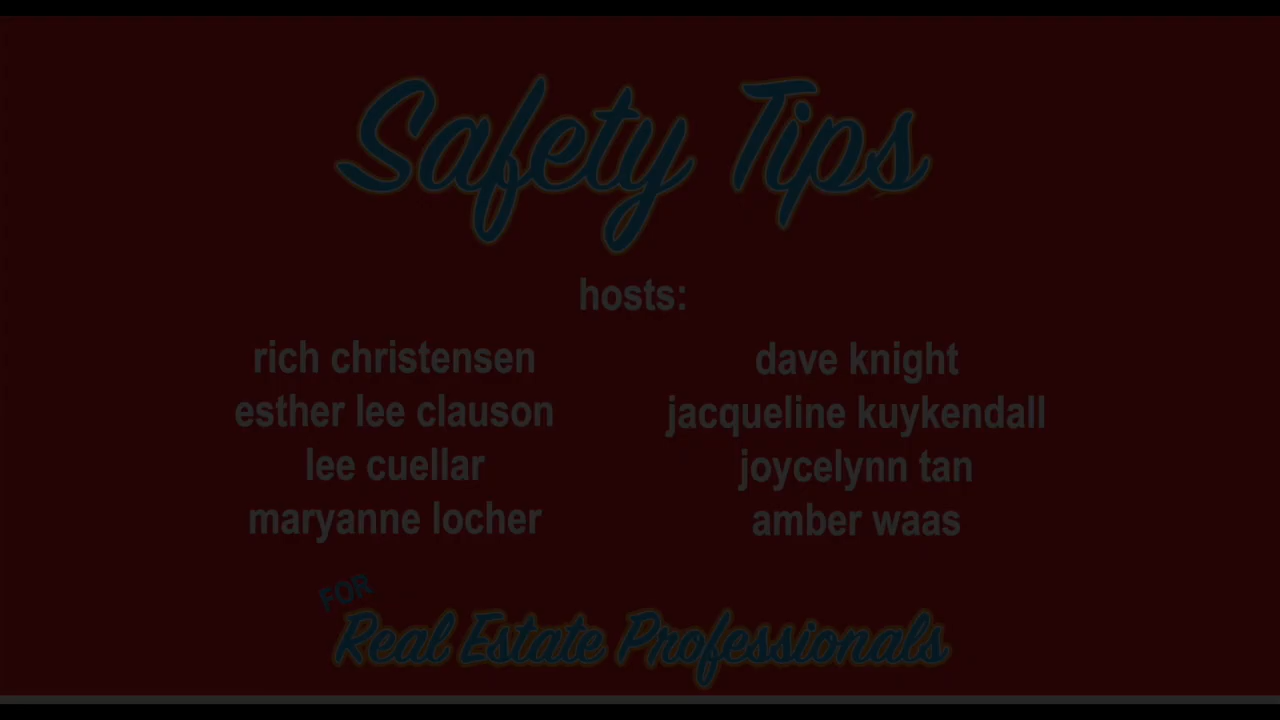 Safety Tips
hosts:
rich christensen
esther lee clauson
lee cuellar
maryanne locher
dave knight
jacqueline kuykendall
joycelynn tan
amber waas
FOR
Real Estate Professionals